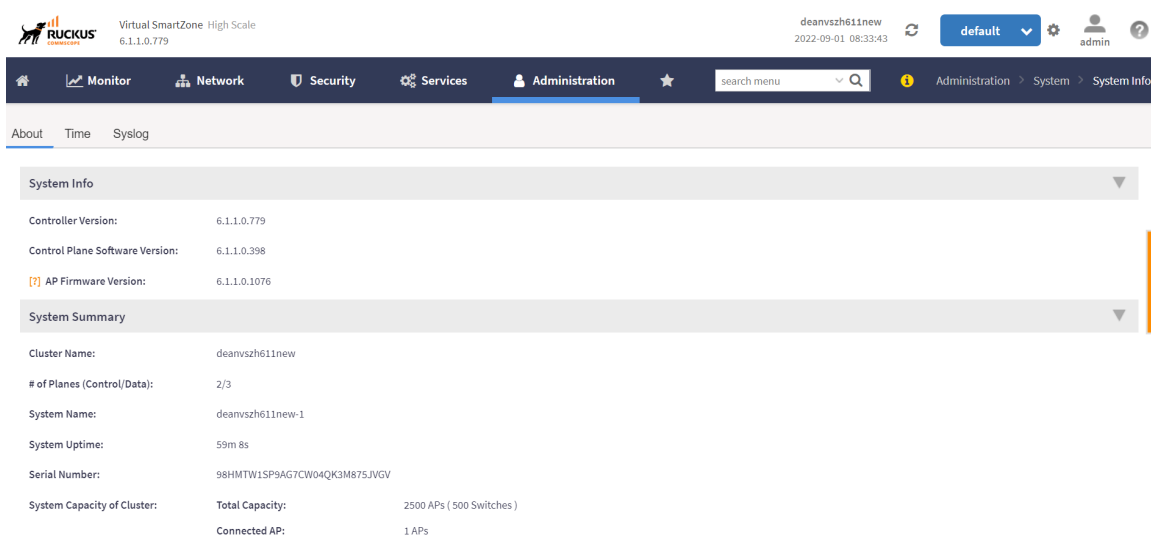 RUCKUS
COMMSCOPE
Virtual SmartZone High Scale
6.1.1.0.779
deanvszh611new
2022-09-01 08:33:43
default
admin
Monitor Network Security Services Administration search menu Administration > System > System Info
About Time Syslog
System Info
Controller Version: 6.1.1.0.779
Control Plane Software Version: 6.1.1.0.398
[?] AP Firmware Version: 6.1.1.0.1076
System Summary
Cluster Name: deanvszh611new
# of Planes (Control/Data): 2/3
System Name: deanvszh611new-1
System Uptime: 59m 8s
Serial Number: 98HMTW1SP9AG7CW04QK3M875JVGV
System Capacity of Cluster: Total Capacity: 2500 APs ( 500 Switches )
Connected AP: 1 APs